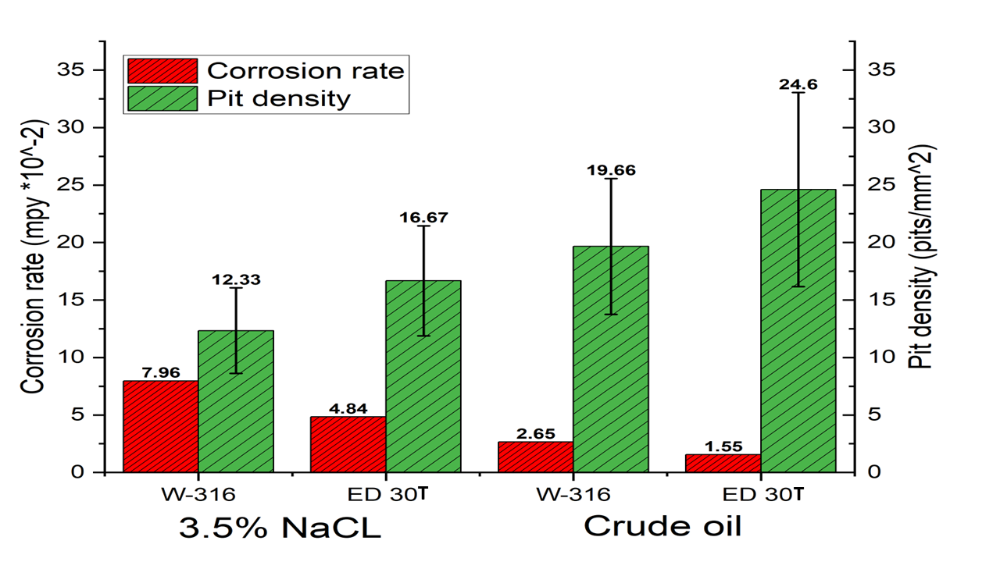 Corrosion rate
Pit density
Corrosion rate (mpy *10^-2)
35
30
25
20
15
10
5
0
7.96
12.33
4.84
16.67
2.65
19.66
1.55
24.6
35
30
25
20
15
10
5
0
Pit density (pits/mm^2)
W-316
ED 30T
W-316
ED 30T
3.5% NaCL
Crude oil